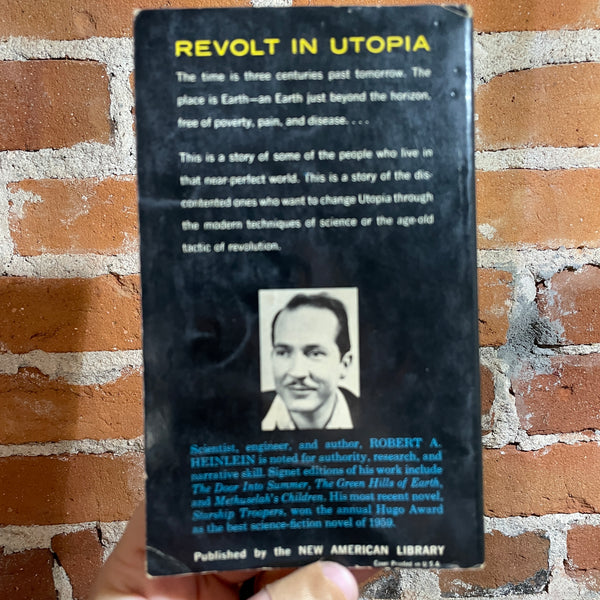 REVOLT IN UTOPIA
The time is three centuries past tomorrow. The
place is Earth—an Earth just beyond the horizon,
free of poverty, pain, and disease. . . .
This is a story of some of the people who live in
that near-perfect world. This is a story of the dis-
contented ones who want to change Utopia through
the modern techniques of science or the age-old
tactic of revolution.
Scientist, engineer, and author, ROBERT A.
HEINLEIN is noted for authority, research, and
narrative skill. Signet editions of his work include
The Door Into Summer, The Green Hills of Earth,
and Methuselah's Children. His most recent novel,
Starship Troopers, won the annual Hugo Award
as the best science-fiction novel of 1959.
Published by the NEW AMERICAN LIBRARY
Cover Printed in U.S.A.